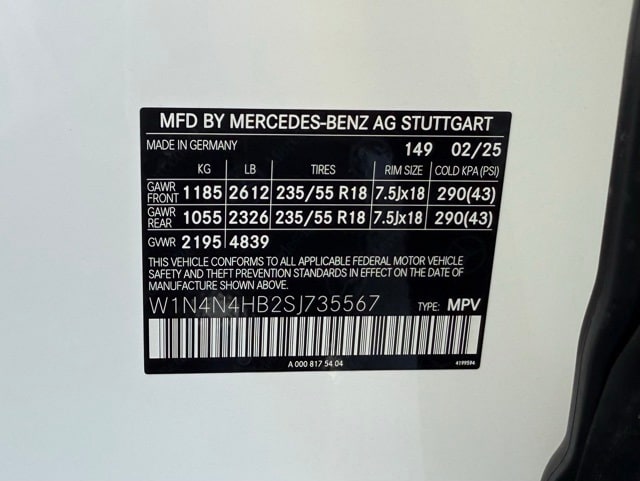 MFD BY MERCEDES-BENZ AG STUTTGART
MADE IN GERMANY 149 02/25
KG LB TIRES RIM SIZE COLD KPA(PSI)
GAWR FRONT 1185 2612 235/55 R18 7.5Jx18 290(43)
GAWR REAR 1055 2326 235/55 R18 7.5Jx18 290(43)
GVWR 2195 4839
THIS VEHICLE CONFORMS TO ALL APPLICABLE FEDERAL MOTOR VEHICLE
SAFETY AND THEFT PREVENTION STANDARDS IN EFFECT ON THE DATE OF
MANUFACTURE SHOWN ABOVE.
W1N4N4HB2SJ735567 TYPE: MPV
A 000 817 54 04 4199594